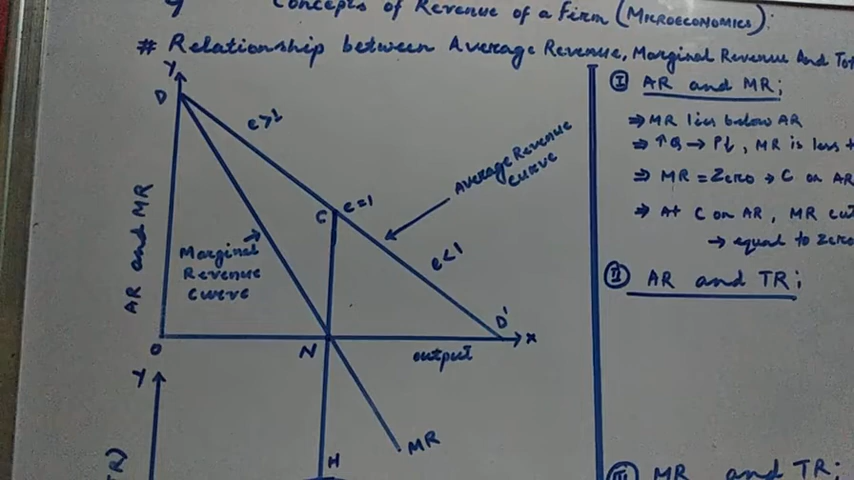 Concepts of Revenue of a Firm (MICROECONOMICS):
# Relationship between Average Revenue, Marginal Revenue And
Y
D
e>1
C
e=1
Average Revenue
Curve
e<1
AR and MR
Marginal
Revenue
Curve
O
N
output
D'
X
Y
H
MR
I AR and MR;
⇒ MR lies below AR
⇒ ↑Q → P↓, MR is less
⇒ MR = Zero → C on AR
⇒ At C on AR, MR
→ equal to zero
II AR and TR;
III MR and TR;